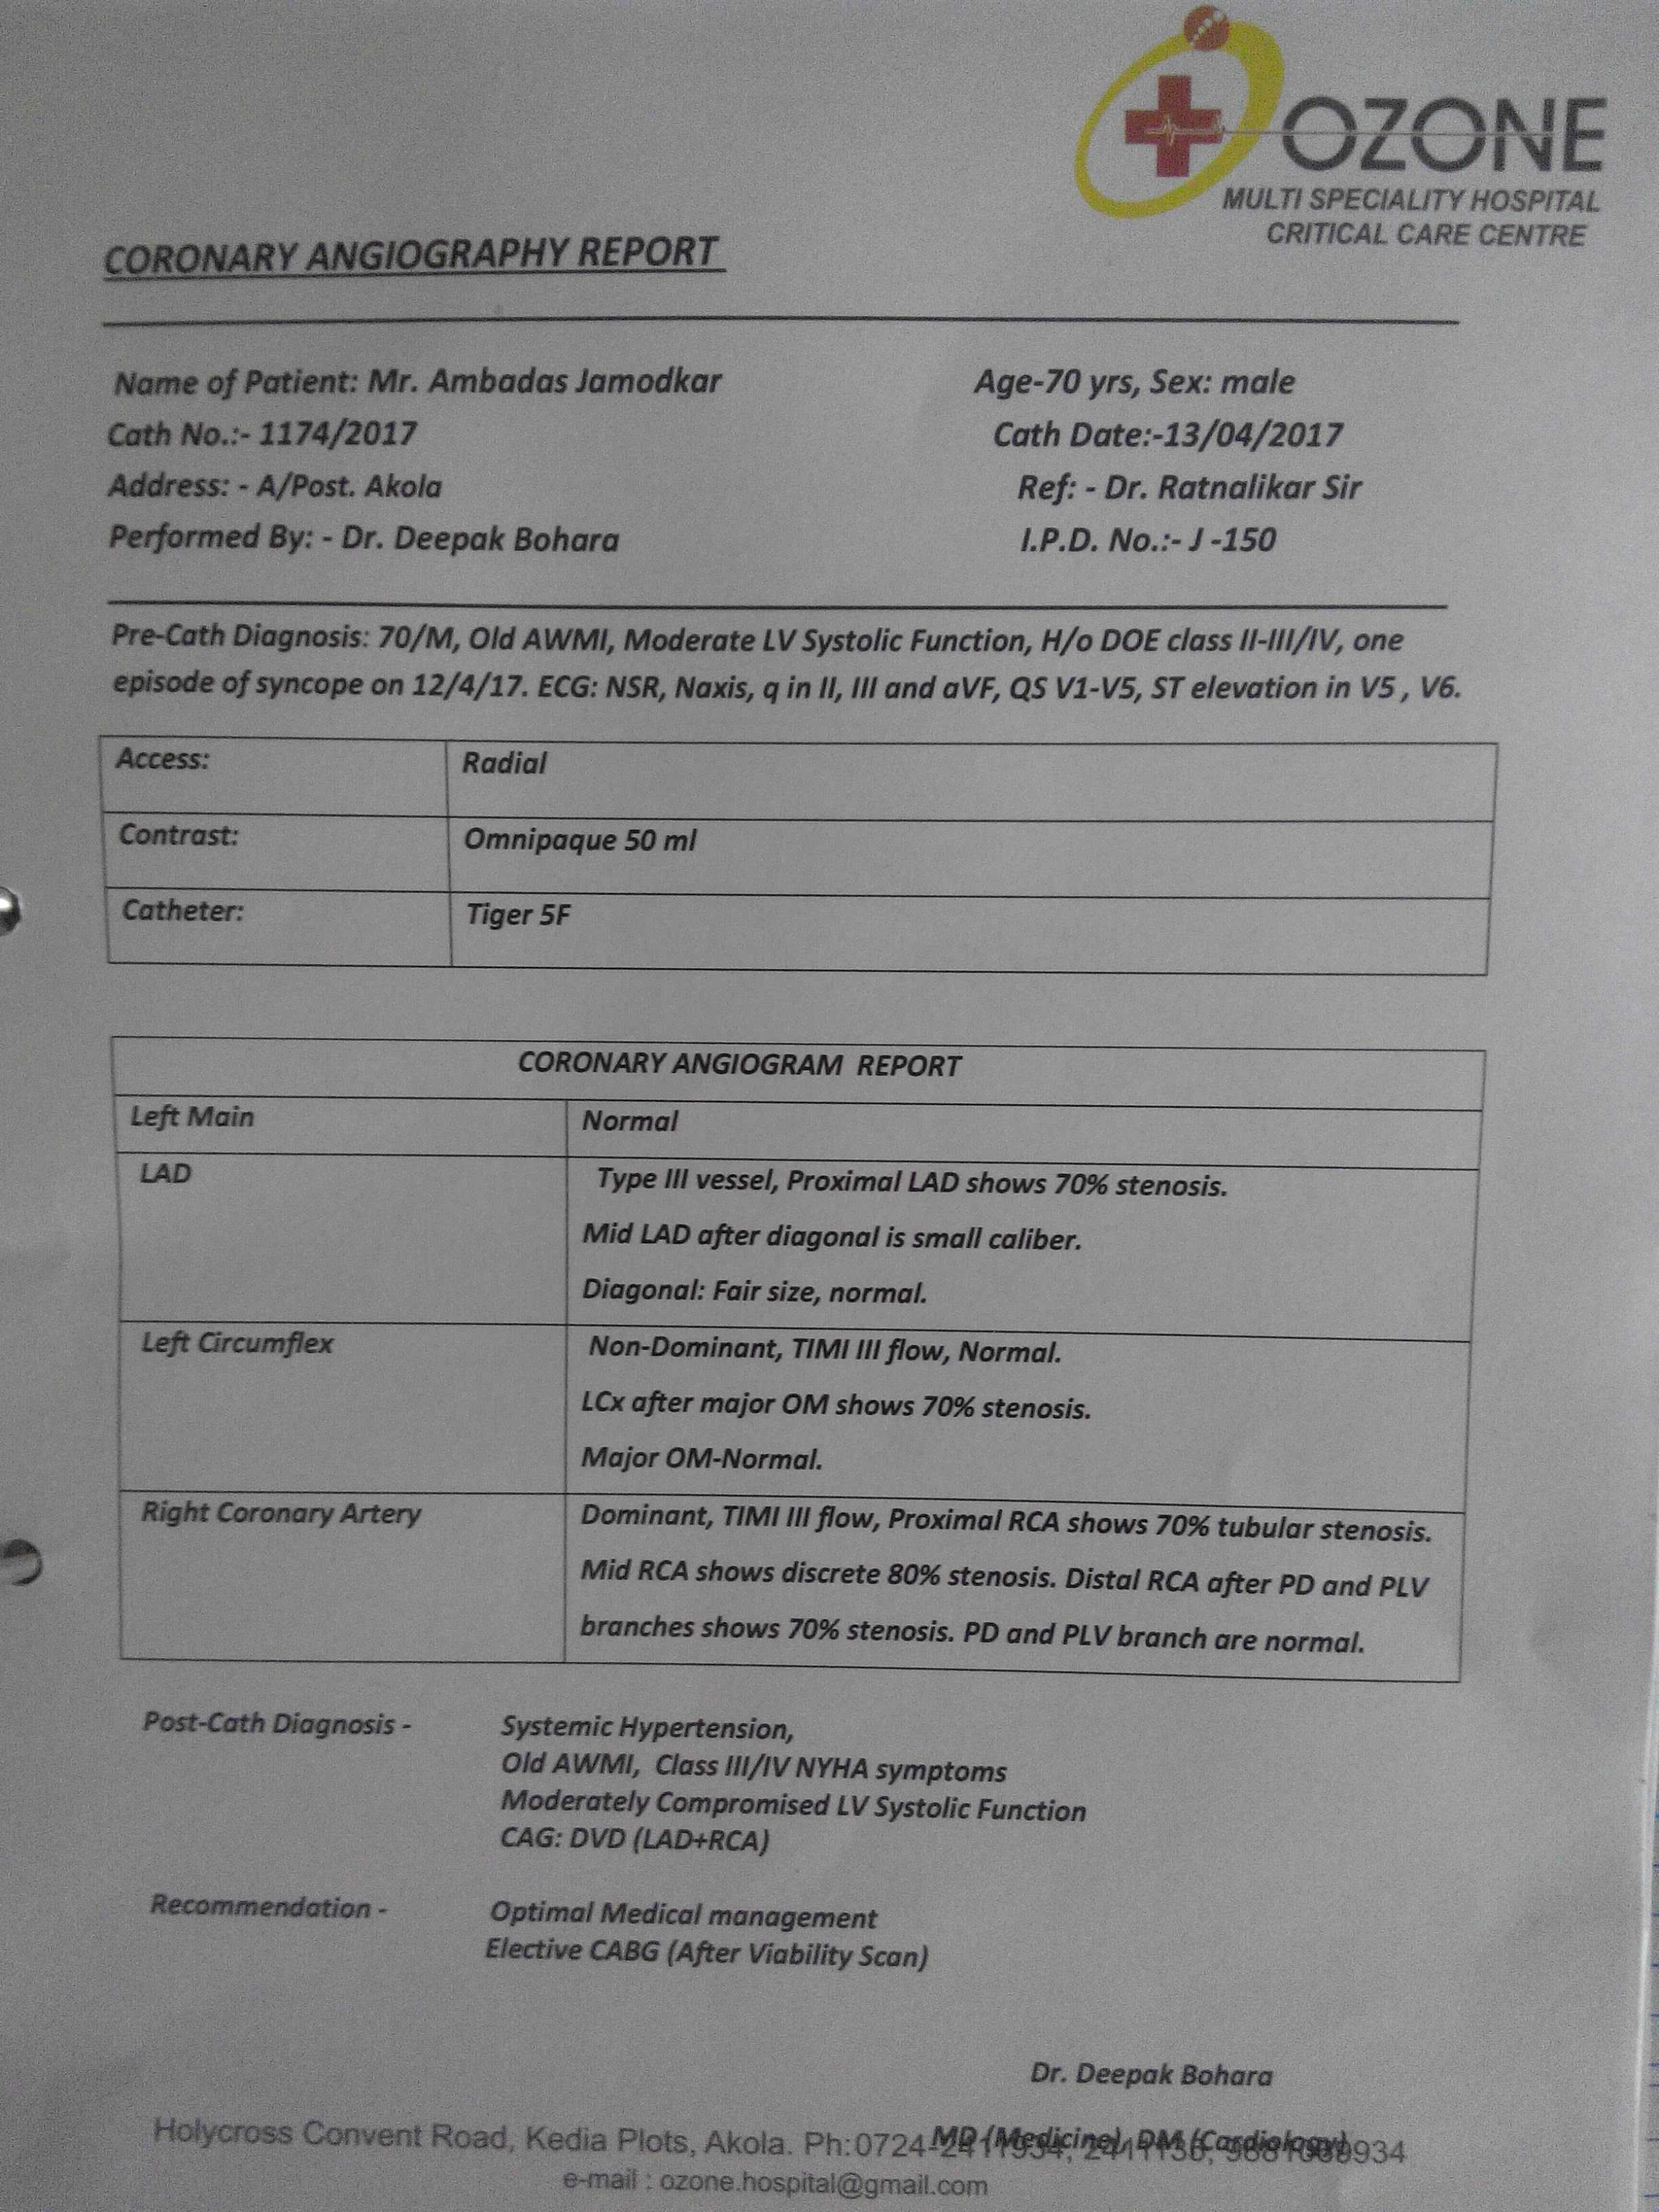 OZONE
MULTI SPECIALITY HOSPITAL
CRITICAL CARE CENTRE
CORONARY ANGIOGRAPHY REPORT
Name of Patient: Mr. Ambadas Jamodkar Age-70 yrs, Sex: male
Cath No.:- 1174/2017 Cath Date:-13/04/2017
Address: - A/Post. Akola Ref: - Dr. Ratnalikar Sir
Performed By: - Dr. Deepak Bohara I.P.D. No.:- J -150
Pre-Cath Diagnosis: 70/M, Old AWMI, Moderate LV Systolic Function, H/o DOE class II-III/IV, one
episode of syncope on 12/4/17. ECG: NSR, Naxis, q in II, III and aVF, QS V1-V5, ST elevation in V5 , V6.
Access: Radial
Contrast: Omnipaque 50 ml
Catheter: Tiger 5F
CORONARY ANGIOGRAM REPORT
Left Main Normal
LAD Type III vessel, Proximal LAD shows 70% stenosis.
Mid LAD after diagonal is small caliber.
Diagonal: Fair size, normal.
Left Circumflex Non-Dominant, TIMI III flow, Normal.
LCx after major OM shows 70% stenosis.
Major OM-Normal.
Right Coronary Artery Dominant, TIMI III flow, Proximal RCA shows 70% tubular stenosis.
Mid RCA shows discrete 80% stenosis. Distal RCA after PD and PLV
branches shows 70% stenosis. PD and PLV branch are normal.
Post-Cath Diagnosis - Systemic Hypertension,
Old AWMI, Class III/IV NYHA symptoms
Moderately Compromised LV Systolic Function
CAG: DVD (LAD+RCA)
Recommendation - Optimal Medical management
Elective CABG (After Viability Scan)
Dr. Deepak Bohara
MD (Medicine), DM (Cardiology)
Holycross Convent Road, Kedia Plots, Akola. Ph:0724-2411934,
e-mail : ozone.hospital@gmail.com